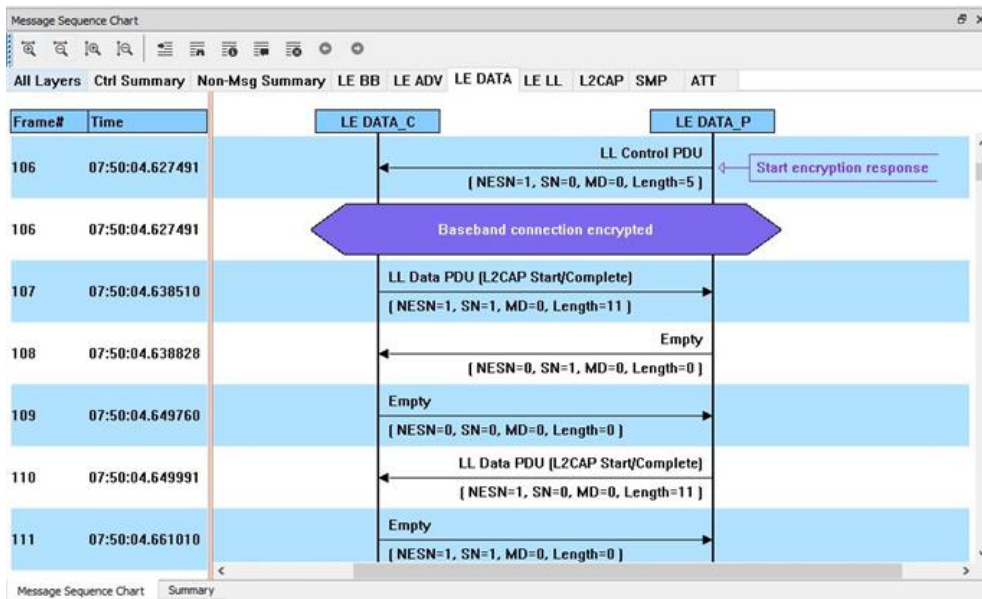 Message Sequence Chart
All Layers Ctrl Summary Non-Msg Summary LE BB LE ADV LE DATA LE LL L2CAP SMP ATT
Frame# Time LE DATA_C LE DATA_P
LL Control PDU
106 07:50:04.627491 Start encryption response
[ NESN=1, SN=0, MD=0, Length=5 ]
106 07:50:04.627491 Baseband connection encrypted
LL Data PDU [L2CAP Start/Complete]
107 07:50:04.638510
[ NESN=1, SN=1, MD=0, Length=11 ]
Empty
108 07:50:04.638828
[ NESN=0, SN=1, MD=0, Length=0 ]
Empty
109 07:50:04.649760
[ NESN=0, SN=0, MD=0, Length=0 ]
LL Data PDU [L2CAP Start/Complete]
110 07:50:04.649991
[ NESN=1, SN=0, MD=0, Length=11 ]
Empty
111 07:50:04.661010
[ NESN=1, SN=1, MD=0, Length=0 ]
Message Sequence Chart Summary